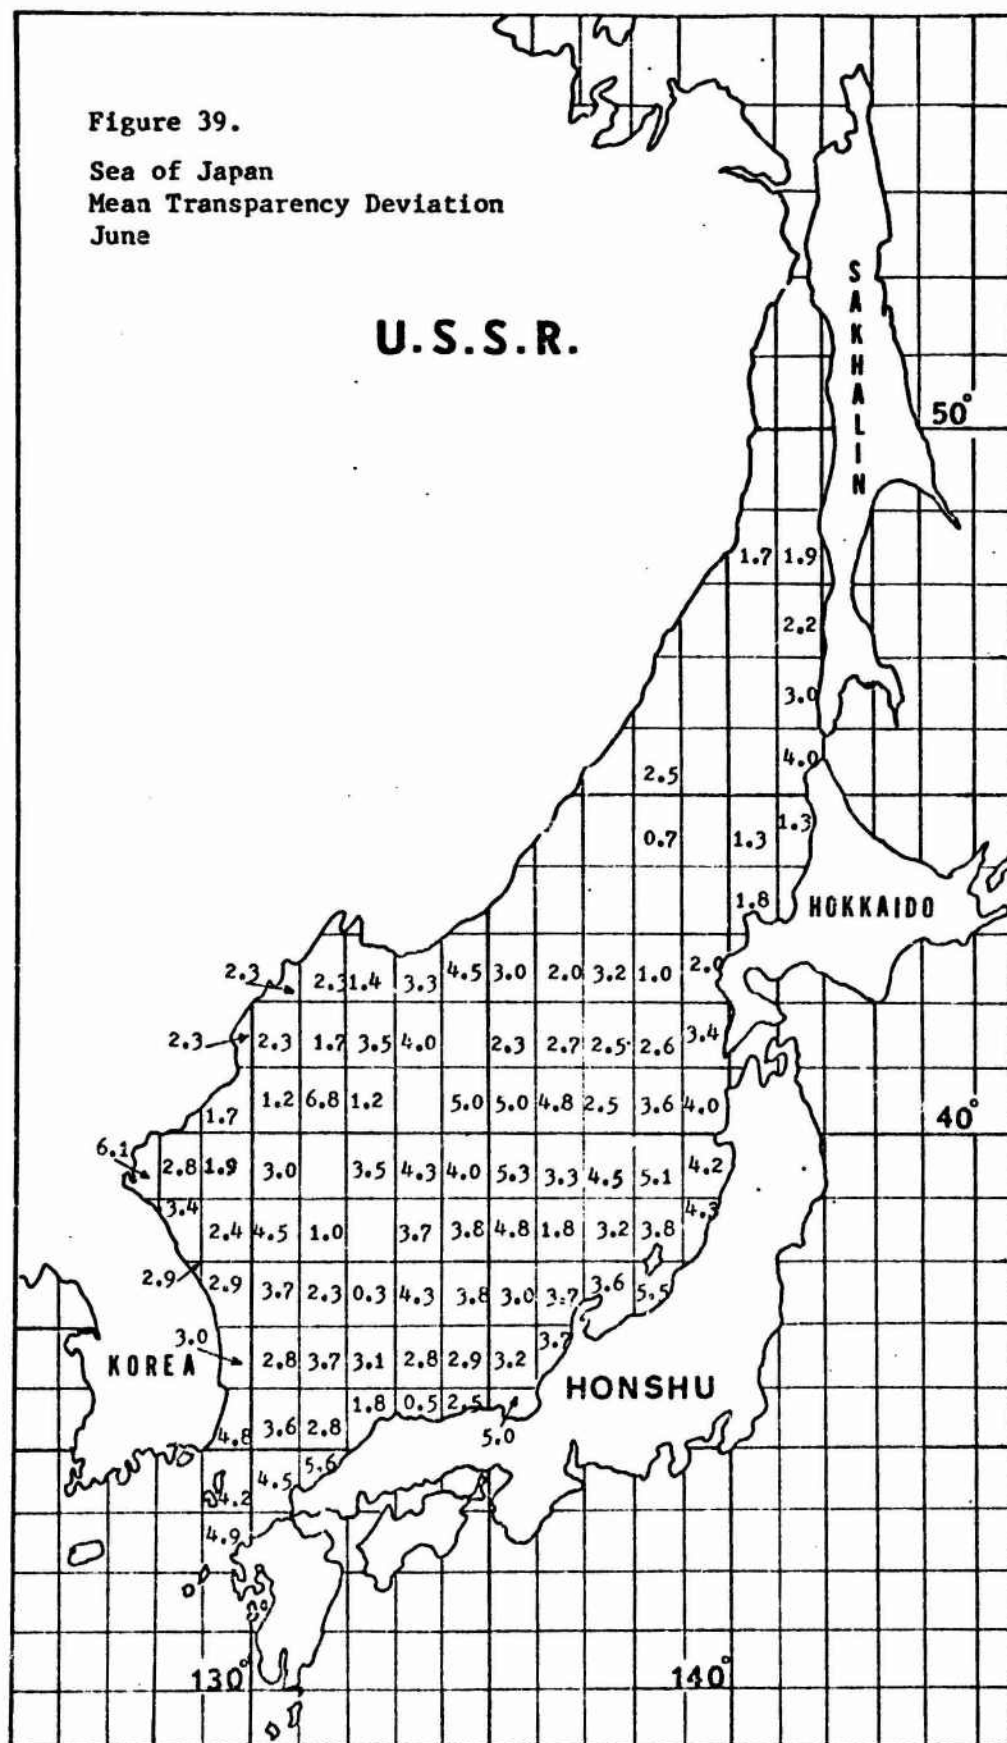 Figure 39.
Sea of Japan
Mean Transparency Deviation
June
U.S.S.R.
SAKHALIN
50°
1.7 1.9
2.2
3.0
4.0
2.5
1.3
0.7 1.3
1.8 HOKKAIDO
2.3 2.3 1.4 3.3 4.5 3.0 2.0 3.2 1.0 2.0
2.3 2.3 1.7 3.5 4.0 2.3 2.7 2.5 2.6 3.4
1.7 1.2 6.8 1.2 5.0 5.0 4.8 2.5 3.6 4.0 40°
6.1 2.8 1.9 3.0 3.5 4.3 4.0 5.3 3.3 4.5 5.1 4.2
3.4 2.4 4.5 1.0 3.7 3.8 4.8 1.8 3.2 3.8 4.3
2.9 2.9 3.7 2.3 0.3 4.3 3.8 3.0 3.7 3.6 5.5
3.0 2.8 3.7 3.1 2.8 2.9 3.2 3.7
KOREA
HONSHU
4.8 3.6 2.8 1.8 0.5 2.5 5.0
4.2 4.5 5.6
4.9
130° 140°